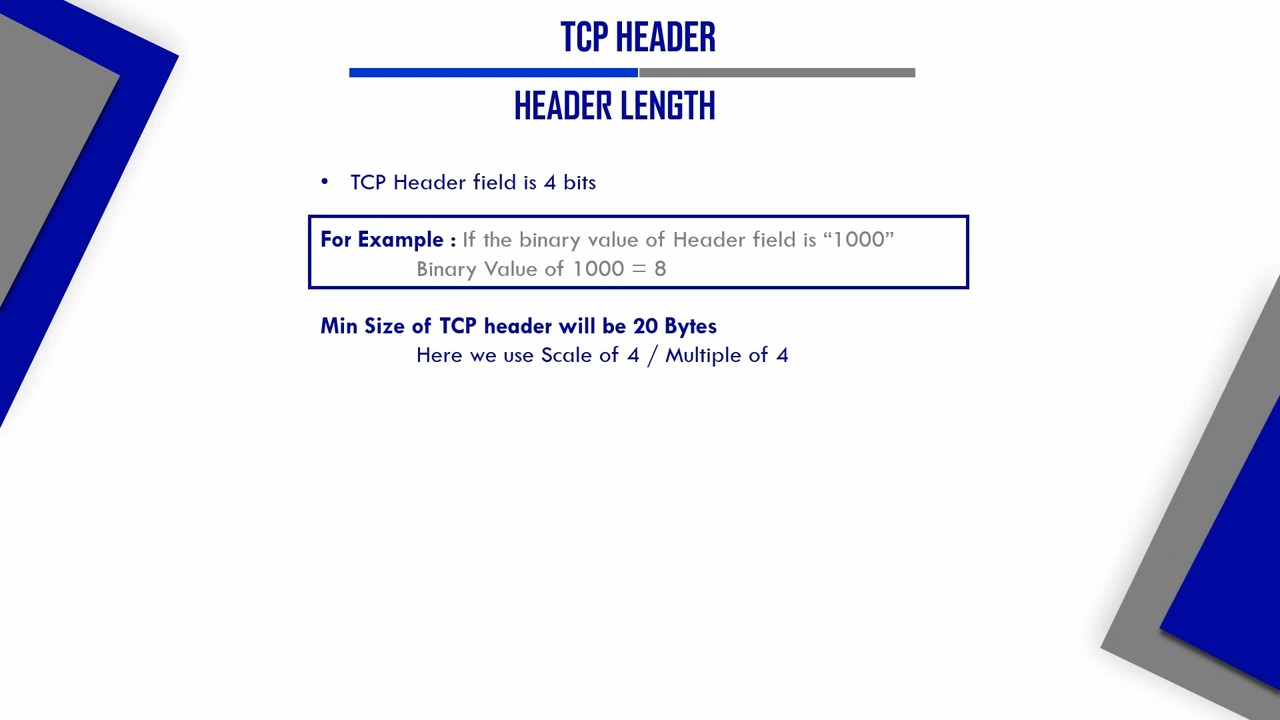 TCP HEADER
HEADER LENGTH
• TCP Header field is 4 bits
For Example : If the binary value of Header field is “1000”
Binary Value of 1000 = 8
Min Size of TCP header will be 20 Bytes
Here we use Scale of 4 / Multiple of 4